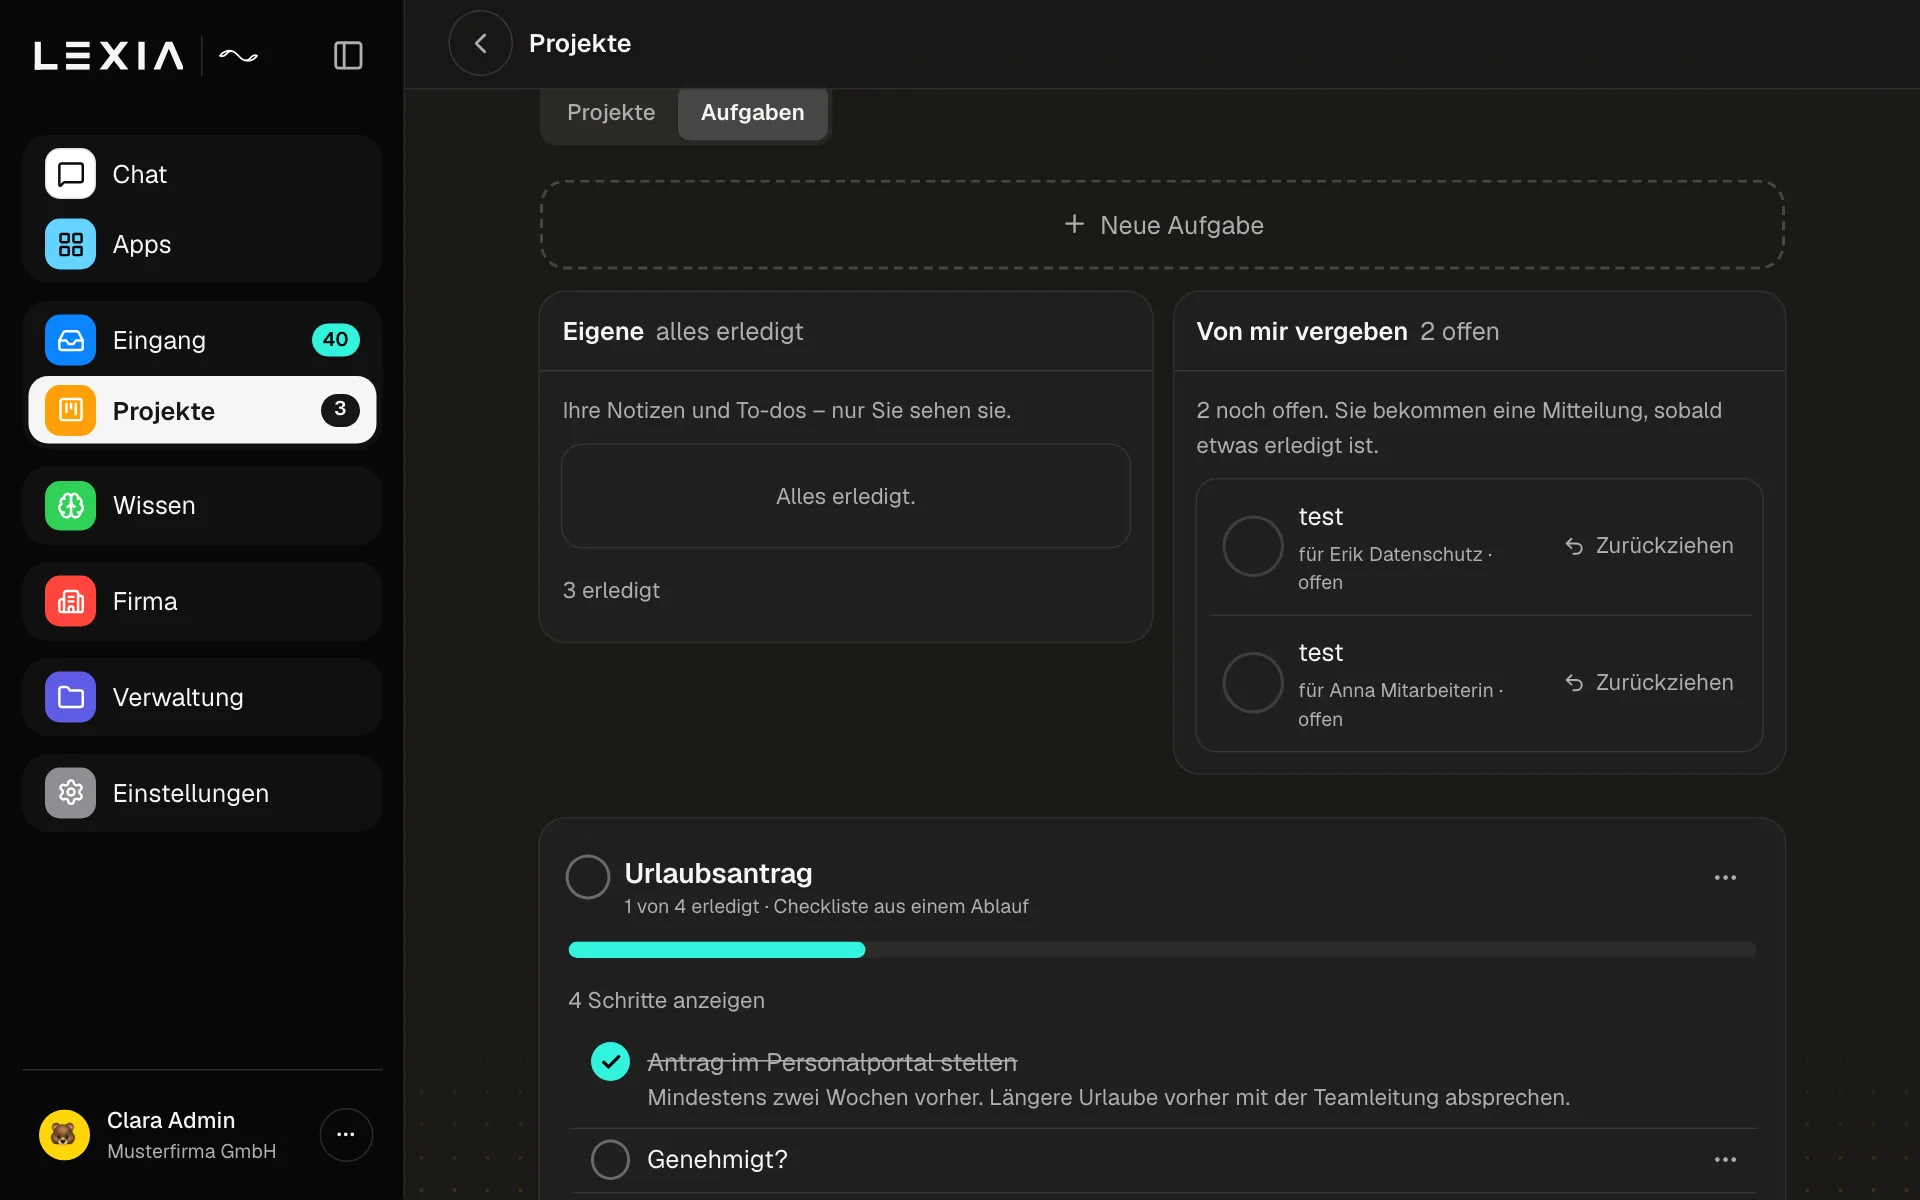 LEXIA
Chat
Apps
Eingang 40
Projekte 3
Wissen
Firma
Verwaltung
Einstellungen
Clara Admin
Musterfirma GmbH
Projekte
Projekte Aufgaben
+ Neue Aufgabe
Eigene alles erledigt
Ihre Notizen und To-dos – nur Sie sehen sie.
Alles erledigt.
3 erledigt
Von mir vergeben 2 offen
2 noch offen. Sie bekommen eine Mitteilung, sobald
etwas erledigt ist.
test
für Erik Datenschutz ·
offen
Zurückziehen
test
für Anna Mitarbeiterin ·
offen
Zurückziehen
Urlaubsantrag
1 von 4 erledigt · Checkliste aus einem Ablauf
4 Schritte anzeigen
Antrag im Personalportal stellen
Mindestens zwei Wochen vorher. Längere Urlaube vorher mit der Teamleitung absprechen.
Genehmigt?